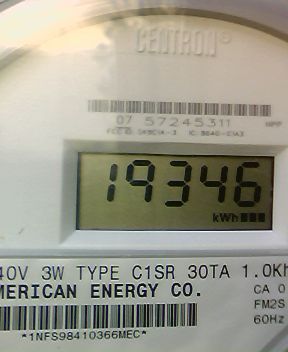 CENTRON®
07 57245311
19346
kWh
40V 3W TYPE C1SR 30TA 1.0Kh
MERICAN ENERGY CO.
CA 0
FM2S
60Hz
*1NFS98410366MEC*